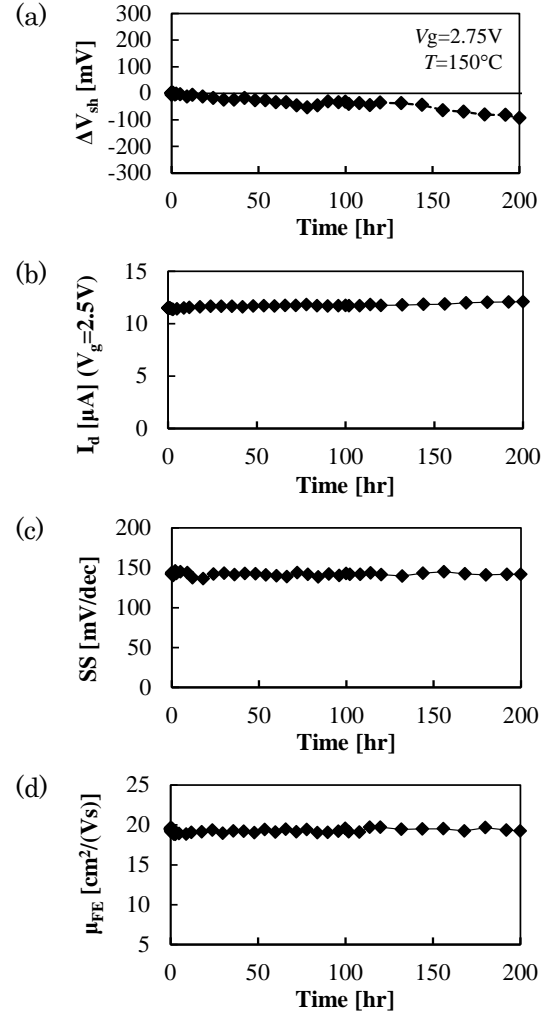 (a)
ΔVsh [mV]
300
200
100
0
-100
-200
-300
Vg=2.75V
T=150°C
0 50 100 150 200
Time [hr]
(b)
Id [μA] (Vg=2.5V)
15
10
5
0
0 50 100 150 200
Time [hr]
(c)
SS [mV/dec]
200
150
100
50
0
0 50 100 150 200
Time [hr]
(d)
μFE [cm²/(Vs)]
25
20
15
10
5
0 50 100 150 200
Time [hr]